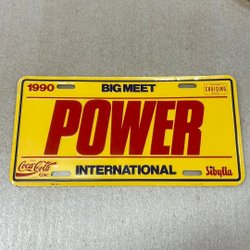 1990 BIG MEET CRUISING
POWER
Coca-Cola INTERNATIONAL Sibylla